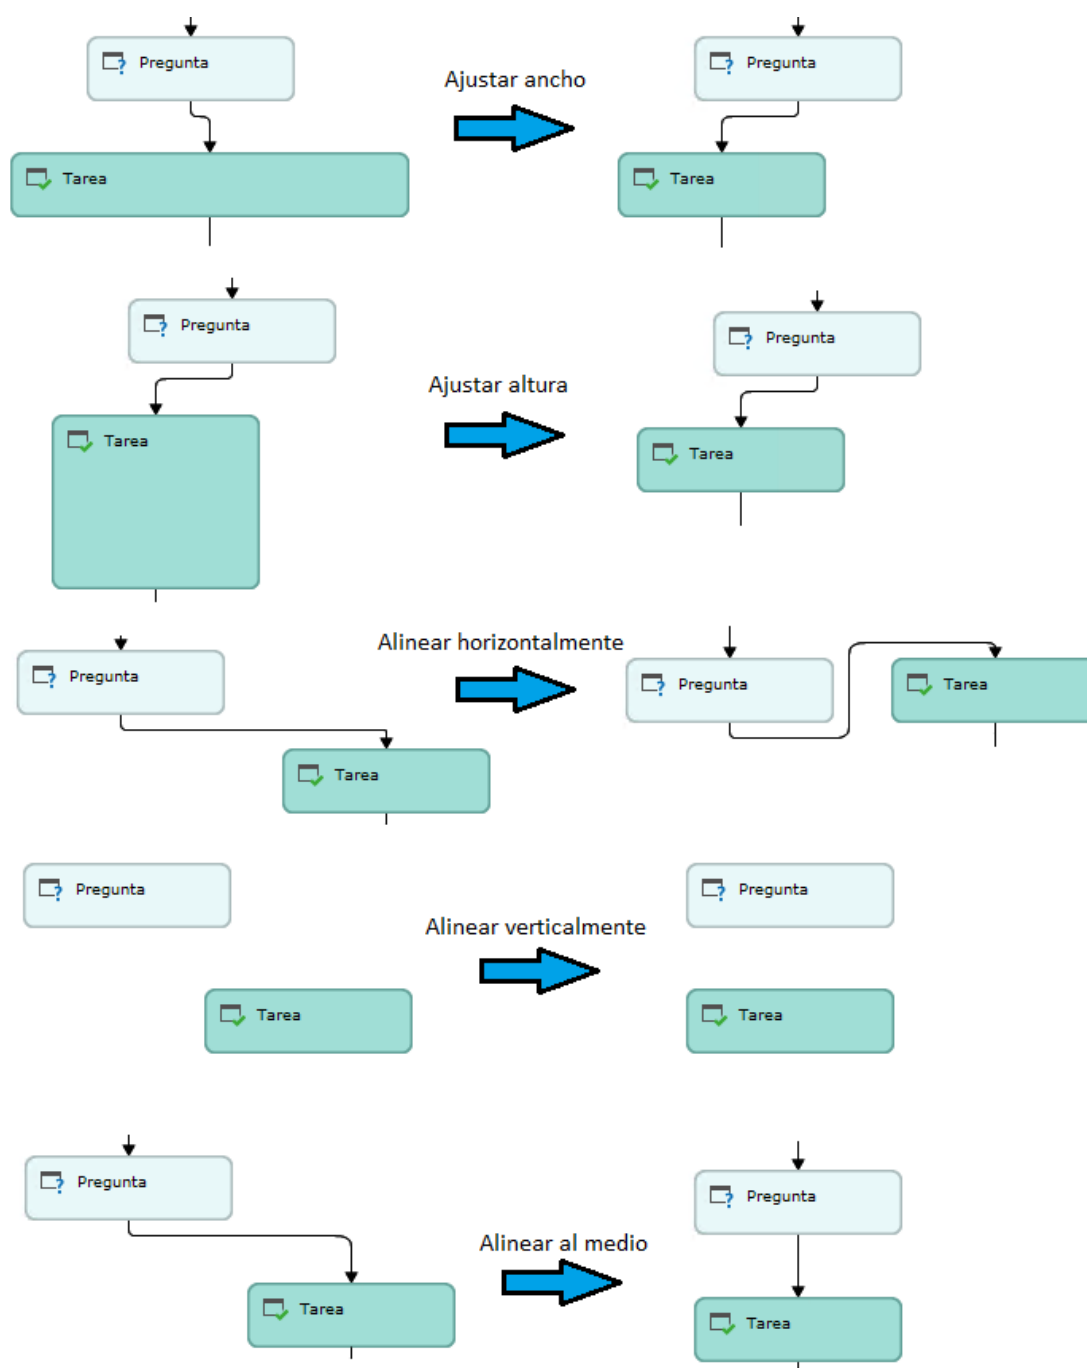 Pregunta
Ajustar ancho
Pregunta
Tarea
Tarea
Pregunta
Pregunta
Ajustar altura
Tarea
Tarea
Alinear horizontalmente
Pregunta
Pregunta
Tarea
Tarea
Pregunta
Pregunta
Alinear verticalmente
Tarea
Tarea
Pregunta
Pregunta
Alinear al medio
Tarea
Tarea